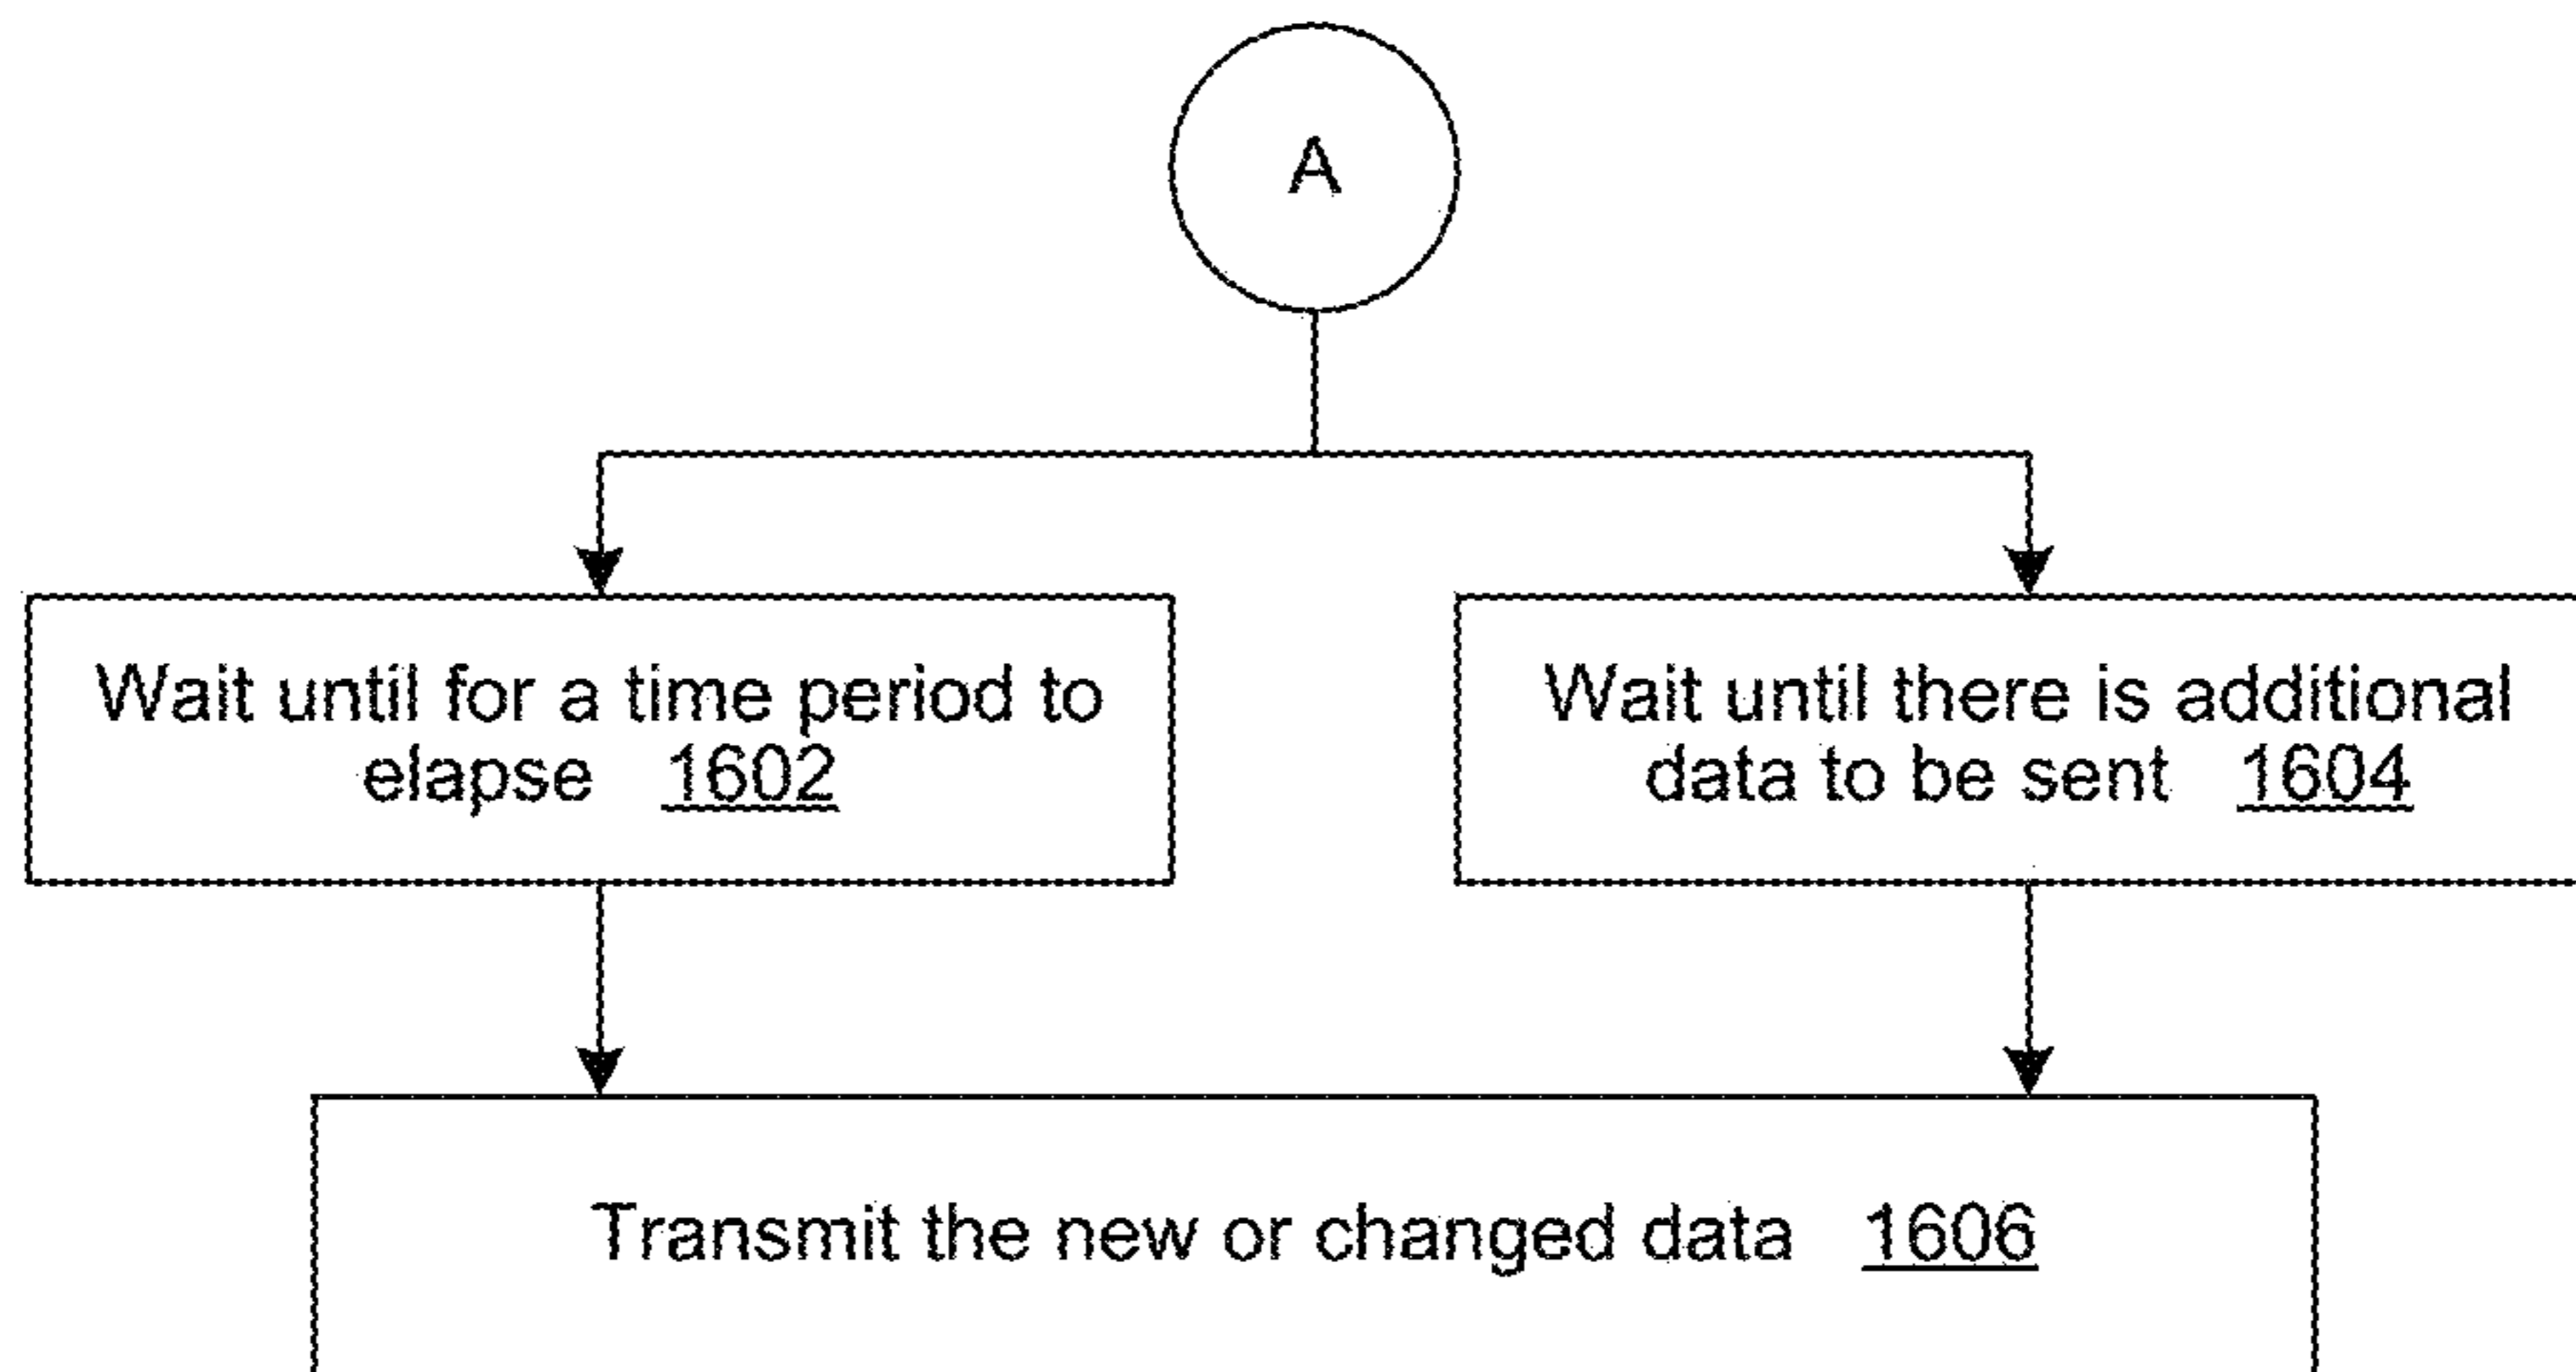 A
Wait until for a time period to
elapse 1602
Wait until there is additional
data to be sent 1604
Transmit the new or changed data 1606